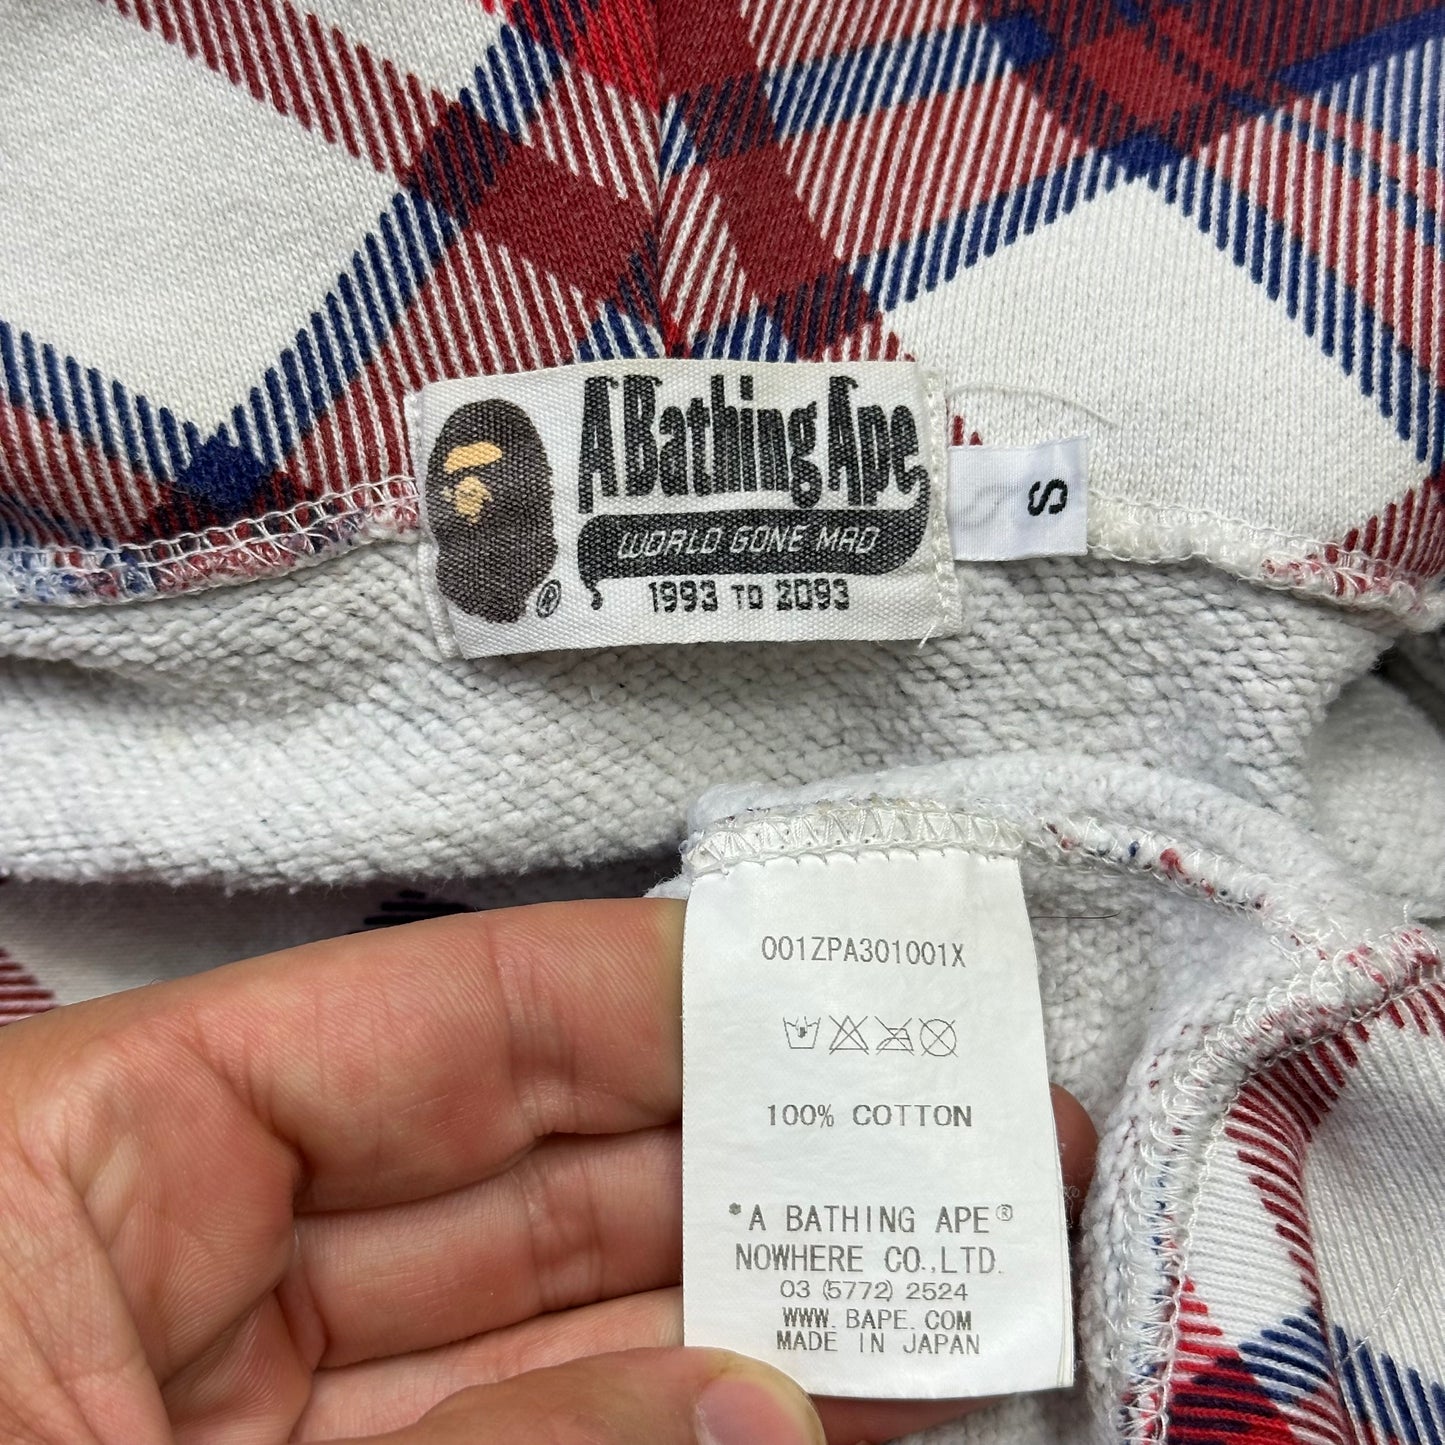 A Bathing Ape
WORLD GONE MAD
1993 TO 2093
®
S
001ZPA301001X
100% COTTON
*A BATHING APE®
NOWHERE CO.,LTD.
03 (5772) 2524
WWW.BAPE.COM
MADE IN JAPAN